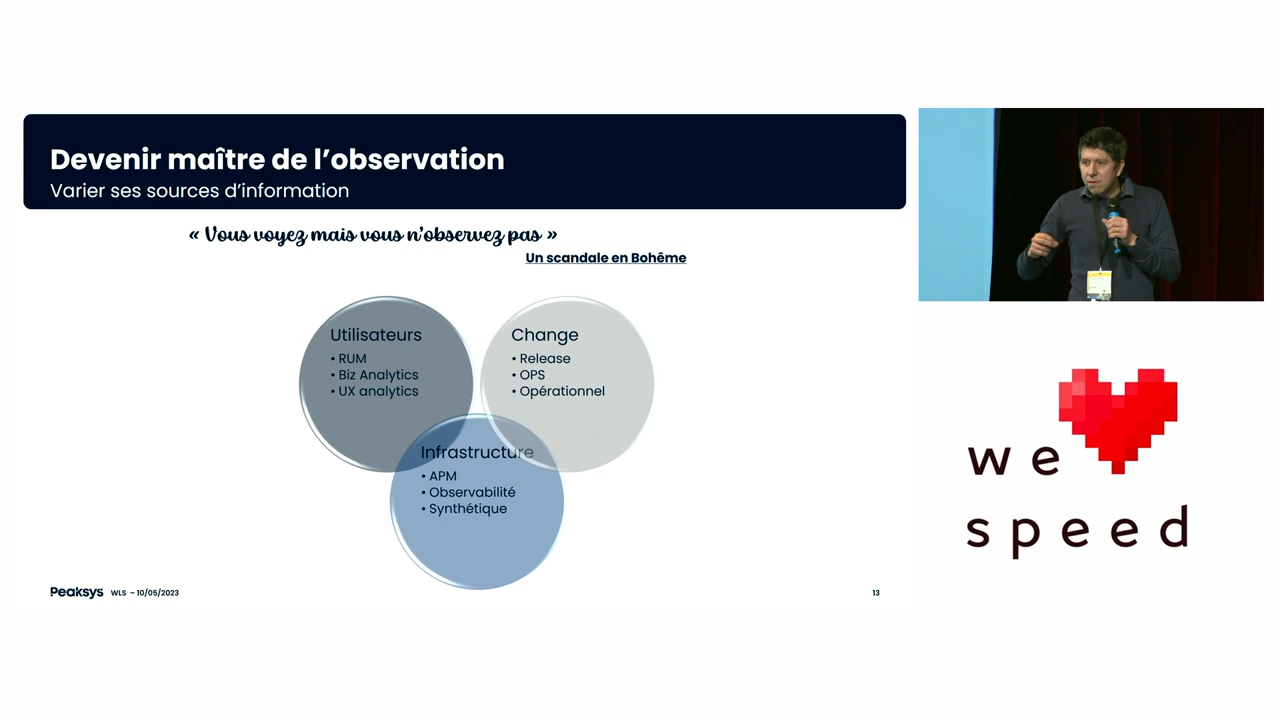 Devenir maître de l’observation
Varier ses sources d’information
« Vous voyez mais vous n’observez pas »
Un scandale en Bohême
Utilisateurs
• RUM
• Biz Analytics
• UX analytics
Change
• Release
• OPS
• Opérationnel
Infrastructure
• APM
• Observabilité
• Synthétique
Peaksys WLS – 10/05/2023
13
we
speed